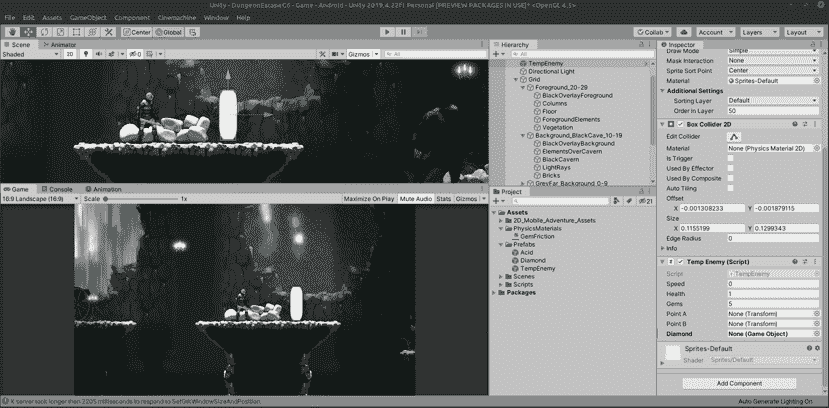 Unity - DungeonEscapeCG - Game - Android - Unity 2019.4.22f1 Personal [PREVIEW PACKAGES IN USE]* <OpenGL 4.5>
File Edit Assets GameObject Component Cinemachine Window Help
Center Global Collab Account Layers Layout
Scene Animator
Shaded 2D 0 Gizmos All
Game Console Animation
16:9 Landscape (16:9) Scale 1x Maximize On Play Mute Audio Stats Gizmos
Hierarchy
All
TempEnemy
Directional Light
Grid
Foreground_20-29
BlackOverlayForeground
Columns
Floor
ForegroundElements
Vegetation
Background_BlackCave_10-19
BlackOverlayBackground
ElementsOverCavern
BlackCavern
LightRays
Bricks
GreyFar_Background_0-9
Project
21
Assets
2D_Mobile_Adventure_Assets
PhysicsMaterials
GemFriction
Prefabs
Acid
Diamond
TempEnemy
Scenes
Scripts
Packages
Inspector
Draw Mode Simple
Mask Interaction None
Sprite Sort Point Center
Material Sprites-Default
Additional Settings
Sorting Layer Default
Order in Layer 50
Box Collider 2D
Edit Collider
Material None (Physics Material 2D)
Is Trigger
Used By Effector
Used By Composite
Auto Tiling
Offset
X -0.001308233 Y -0.001879115
Size
X 0.1155199 Y 0.1299343
Edge Radius 0
Info
Temp Enemy (Script)
Script TempEnemy
Speed 0
Health 1
Gems 5
Point A None (Transform)
Point B None (Transform)
Diamond None (Game Object)
Sprites-Default
Shader Sprites/Default
Add Component
X server took longer than 2005 milliseconds to respond to SetGtkWindowSizeAndPosition.
Auto Generate Lighting On